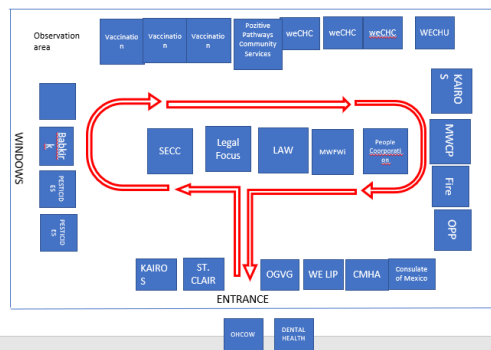 Observation
area
Vaccinatio
n
Vaccinatio
n
Vaccinatio
n
Pozitive
Pathways
Community
Services
weCHC
weCHC
weCHC
WECHU
KAIRO
S
WINDOWS
Babkic
k
SECC
Legal
Focus
LAW
MWFWi
People
Coorporati
on
MWCP
PESTICID
ES
Fire
PESTICID
ES
OPP
KAIRO
S
ST.
CLAIR
OGVG
WE LIP
CMHA
Consulate
of Mexico
ENTRANCE
OHCOW
DENTAL
HEALTH